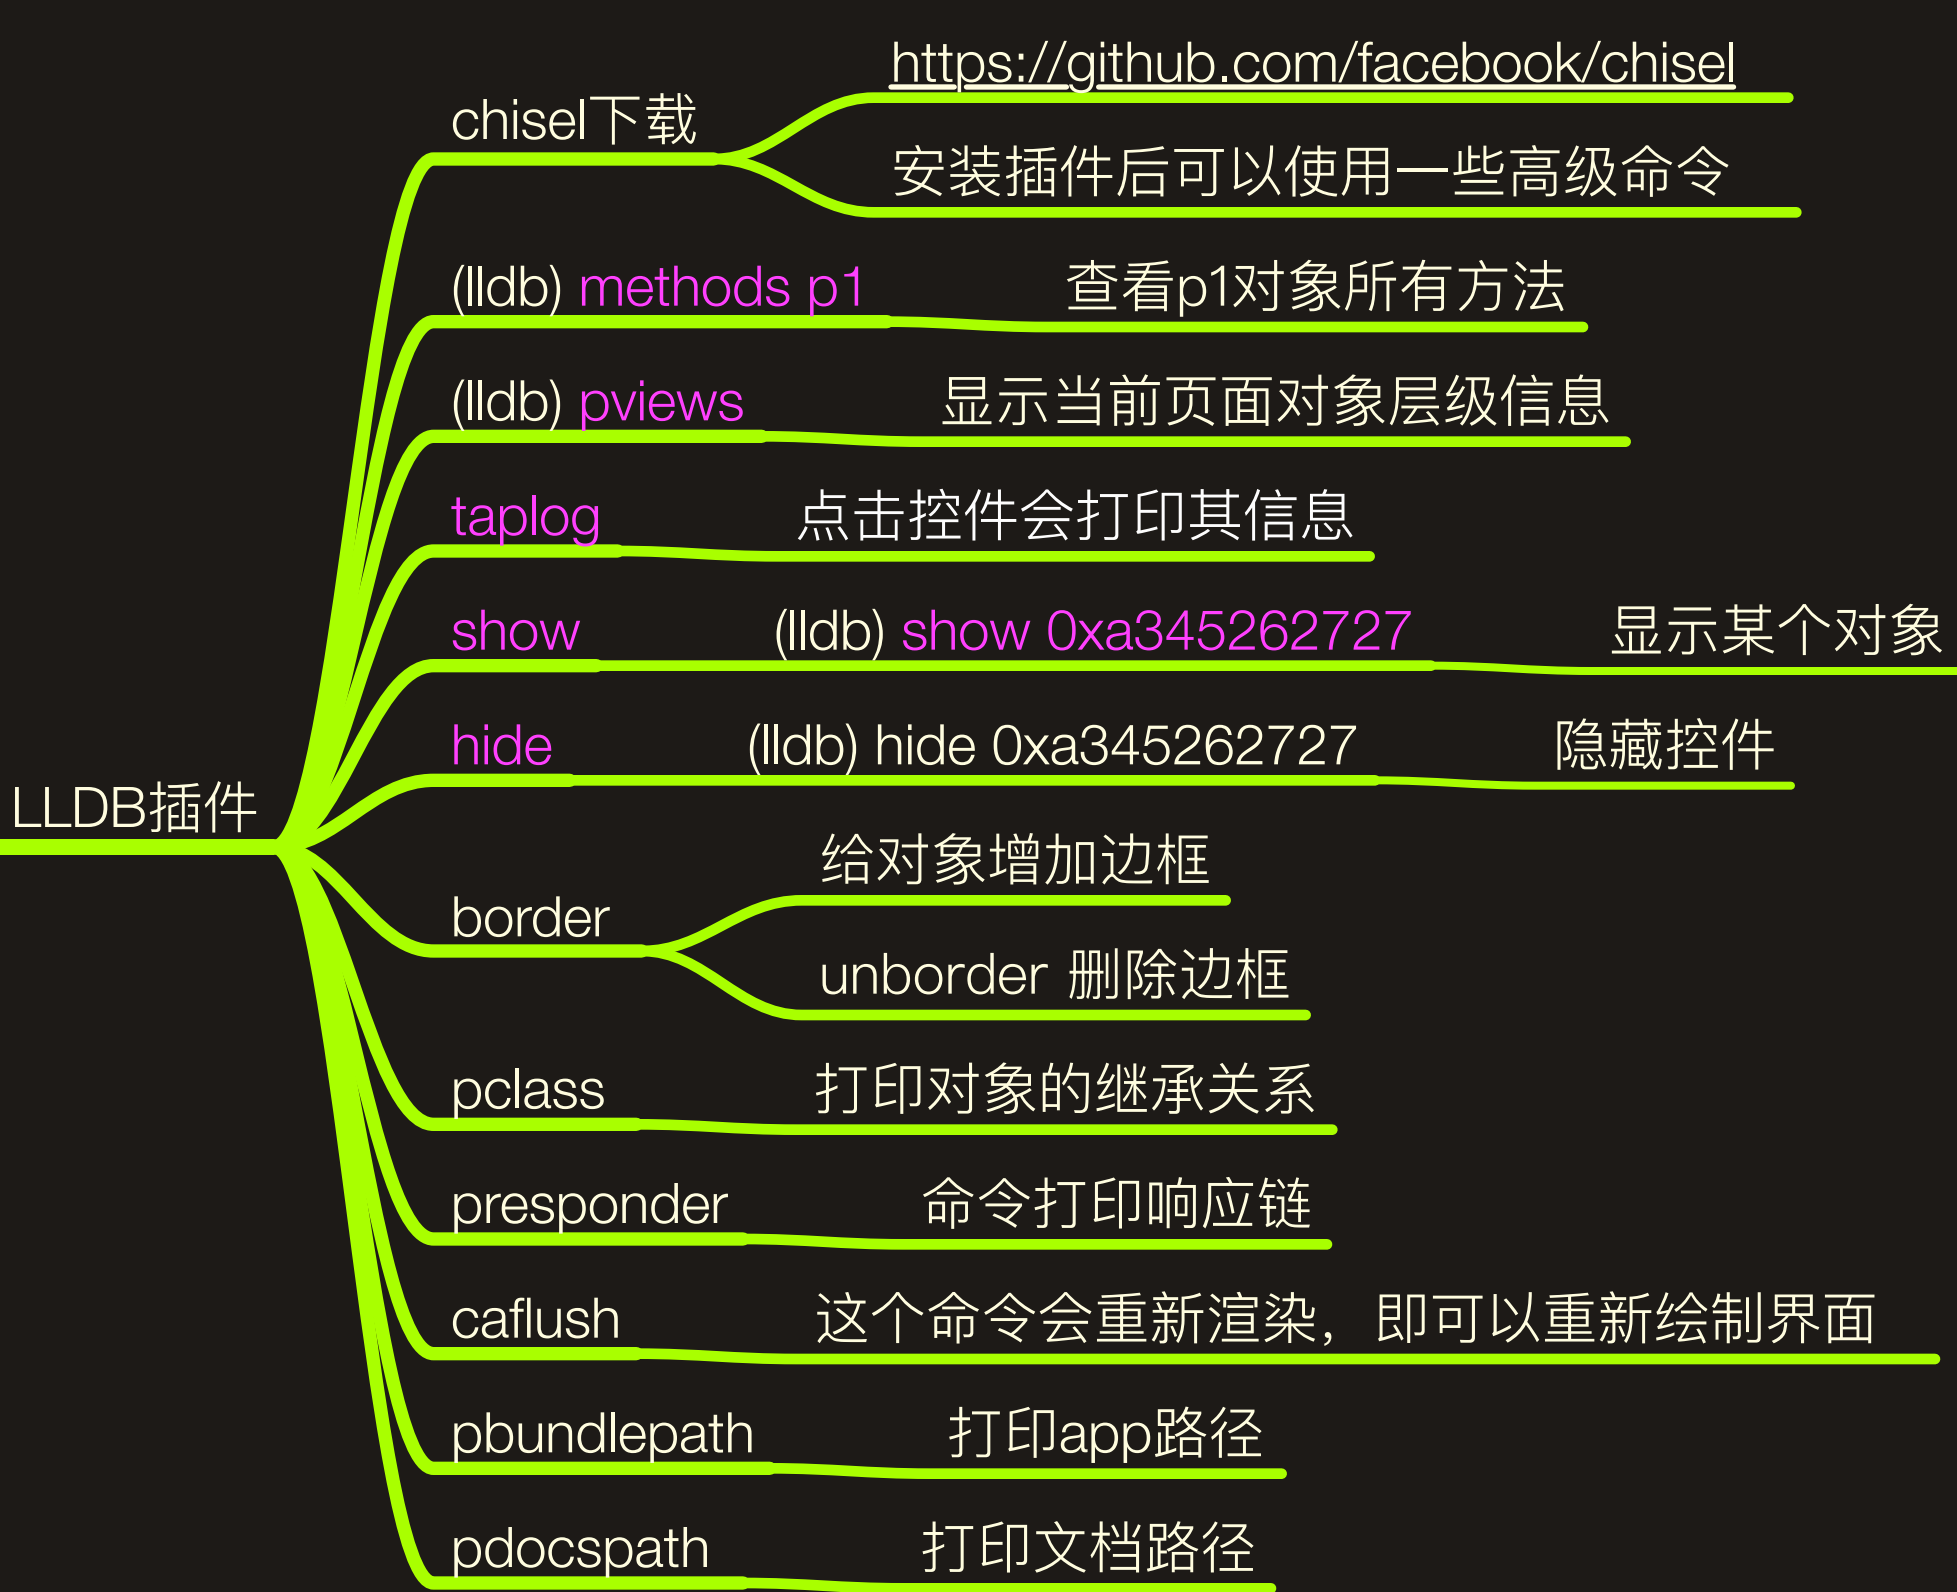 https://github.com/facebook/chisel
chisel下载
安装插件后可以使用一些高级命令
(lldb) methods p1 查看p1对象所有方法
(lldb) pviews 显示当前页面对象层级信息
taplog 点击控件会打印其信息
show (lldb) show 0xa345262727 显示某个对象
hide (lldb) hide 0xa345262727 隐藏控件
LLDB插件
给对象增加边框
border
unborder 删除边框
pclass 打印对象的继承关系
presponder 命令打印响应链
caflush 这个命令会重新渲染，即可以重新绘制界面
pbundlepath 打印app路径
pdocspath 打印文档路径